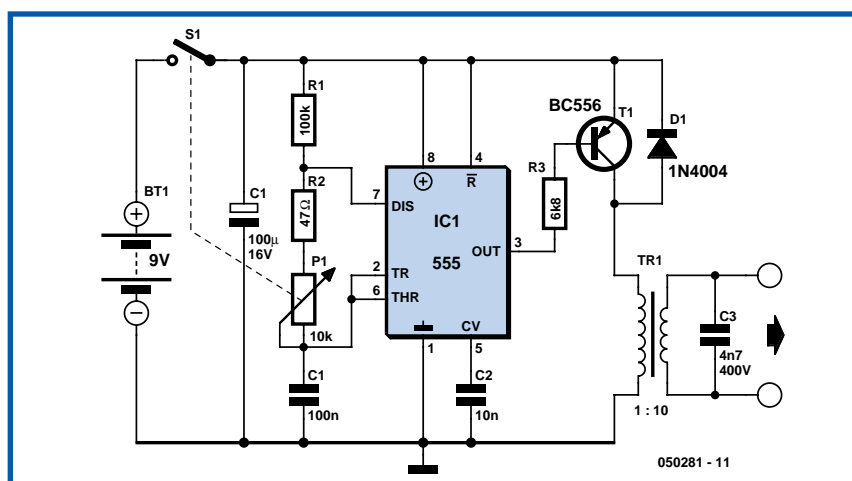 S1
BT1
9V
C1
100µ
16V
R1
100k
R2
47Ω
P1
10k
C1
100n
8
4
R
7
DIS
IC1
555
2
TR
6
THR
OUT
3
CV
1
5
C2
10n
R3
6k8
BC556
T1
D1
1N4004
TR1
1 : 10
C3
4n7
400V
050281 - 11